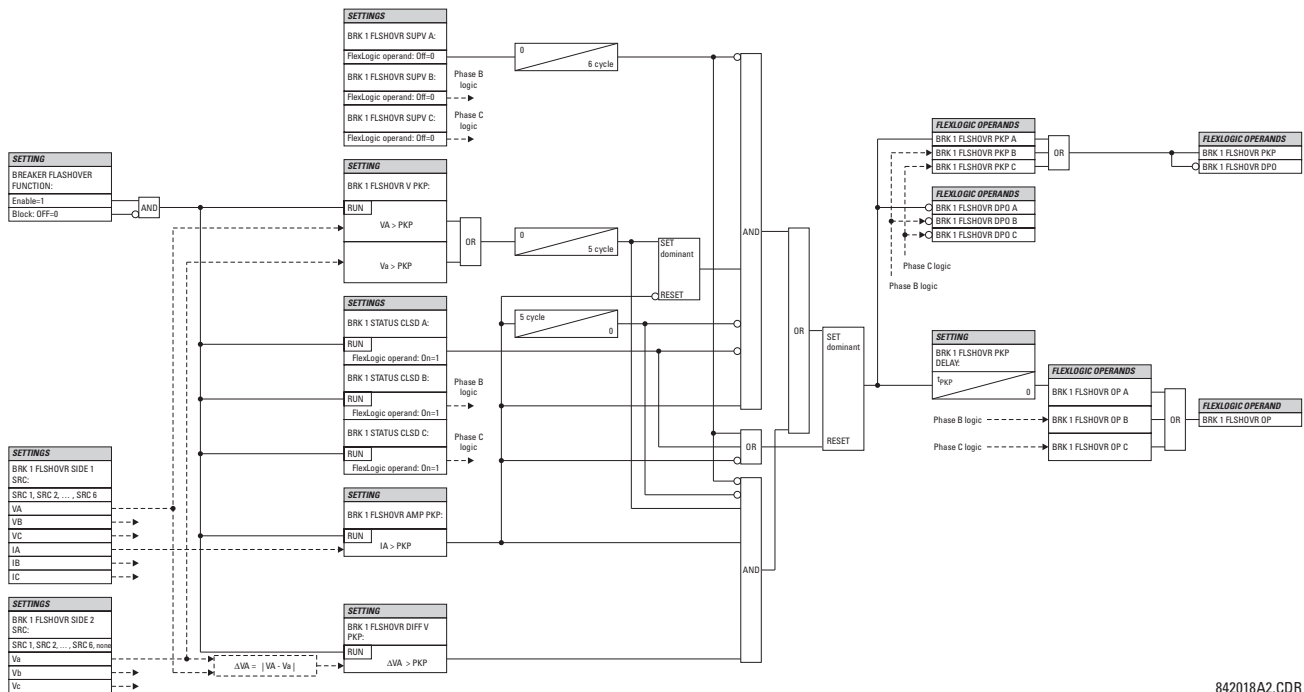 SETTING
BREAKER FLASHOVER
FUNCTION:
Enable=1
Block: OFF=0
AND
SETTINGS
BRK 1 FLSHOVR SIDE 1
SRC:
SRC 1, SRC 2, ... , SRC 6
VA
VB
VC
IA
IB
IC
SETTINGS
BRK 1 FLSHOVR SIDE 2
SRC:
SRC 1, SRC 2, ... , SRC 6, none
Va
Vb
Vc
ΔVA = | VA - Va |
SETTINGS
BRK 1 FLSHOVR SUPV A:
FlexLogic operand: Off=0
BRK 1 FLSHOVR SUPV B:
FlexLogic operand: Off=0
BRK 1 FLSHOVR SUPV C:
FlexLogic operand: Off=0
Phase B
logic
Phase C
logic
SETTING
BRK 1 FLSHOVR V PKP:
RUN
VA > PKP
Va > PKP
OR
SETTINGS
BRK 1 STATUS CLSD A:
RUN
FlexLogic operand: On=1
BRK 1 STATUS CLSD B:
RUN
FlexLogic operand: On=1
BRK 1 STATUS CLSD C:
RUN
FlexLogic operand: On=1
Phase B
logic
Phase C
logic
SETTING
BRK 1 FLSHOVR AMP PKP:
RUN
IA > PKP
SETTING
BRK 1 FLSHOVR DIFF V
PKP:
RUN
ΔVA > PKP
0
6 cycle
0
5 cycle
5 cycle
0
SET
dominant
RESET
AND
OR
AND
OR
SET
dominant
RESET
FLEXLOGIC OPERANDS
BRK 1 FLSHOVR PKP A
BRK 1 FLSHOVR PKP B
BRK 1 FLSHOVR PKP C
OR
FLEXLOGIC OPERANDS
BRK 1 FLSHOVR PKP
BRK 1 FLSHOVR DPO
FLEXLOGIC OPERANDS
BRK 1 FLSHOVR DPO A
BRK 1 FLSHOVR DPO B
BRK 1 FLSHOVR DPO C
Phase C logic
Phase B logic
SETTING
BRK 1 FLSHOVR PKP
DELAY:
tPKP
0
FLEXLOGIC OPERANDS
BRK 1 FLSHOVR OP A
BRK 1 FLSHOVR OP B
BRK 1 FLSHOVR OP C
Phase B logic
Phase C logic
OR
FLEXLOGIC OPERAND
BRK 1 FLSHOVR OP
842018A2.CDR